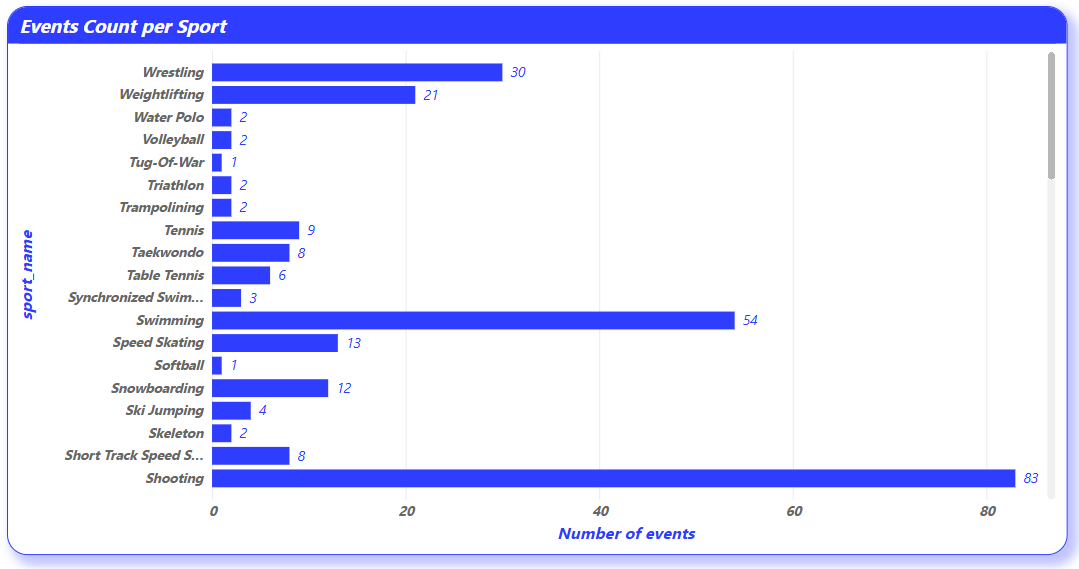 Events Count per Sport
Wrestling 30
Weightlifting 21
Water Polo 2
Volleyball 2
Tug-Of-War 1
Triathlon 2
Trampolining 2
Tennis 9
Taekwondo 8
Table Tennis 6
Synchronized Swim... 3
Swimming 54
Speed Skating 13
Softball 1
Snowboarding 12
Ski Jumping 4
Skeleton 2
Short Track Speed S... 8
Shooting 83
sport_name
0 20 40 60 80
Number of events